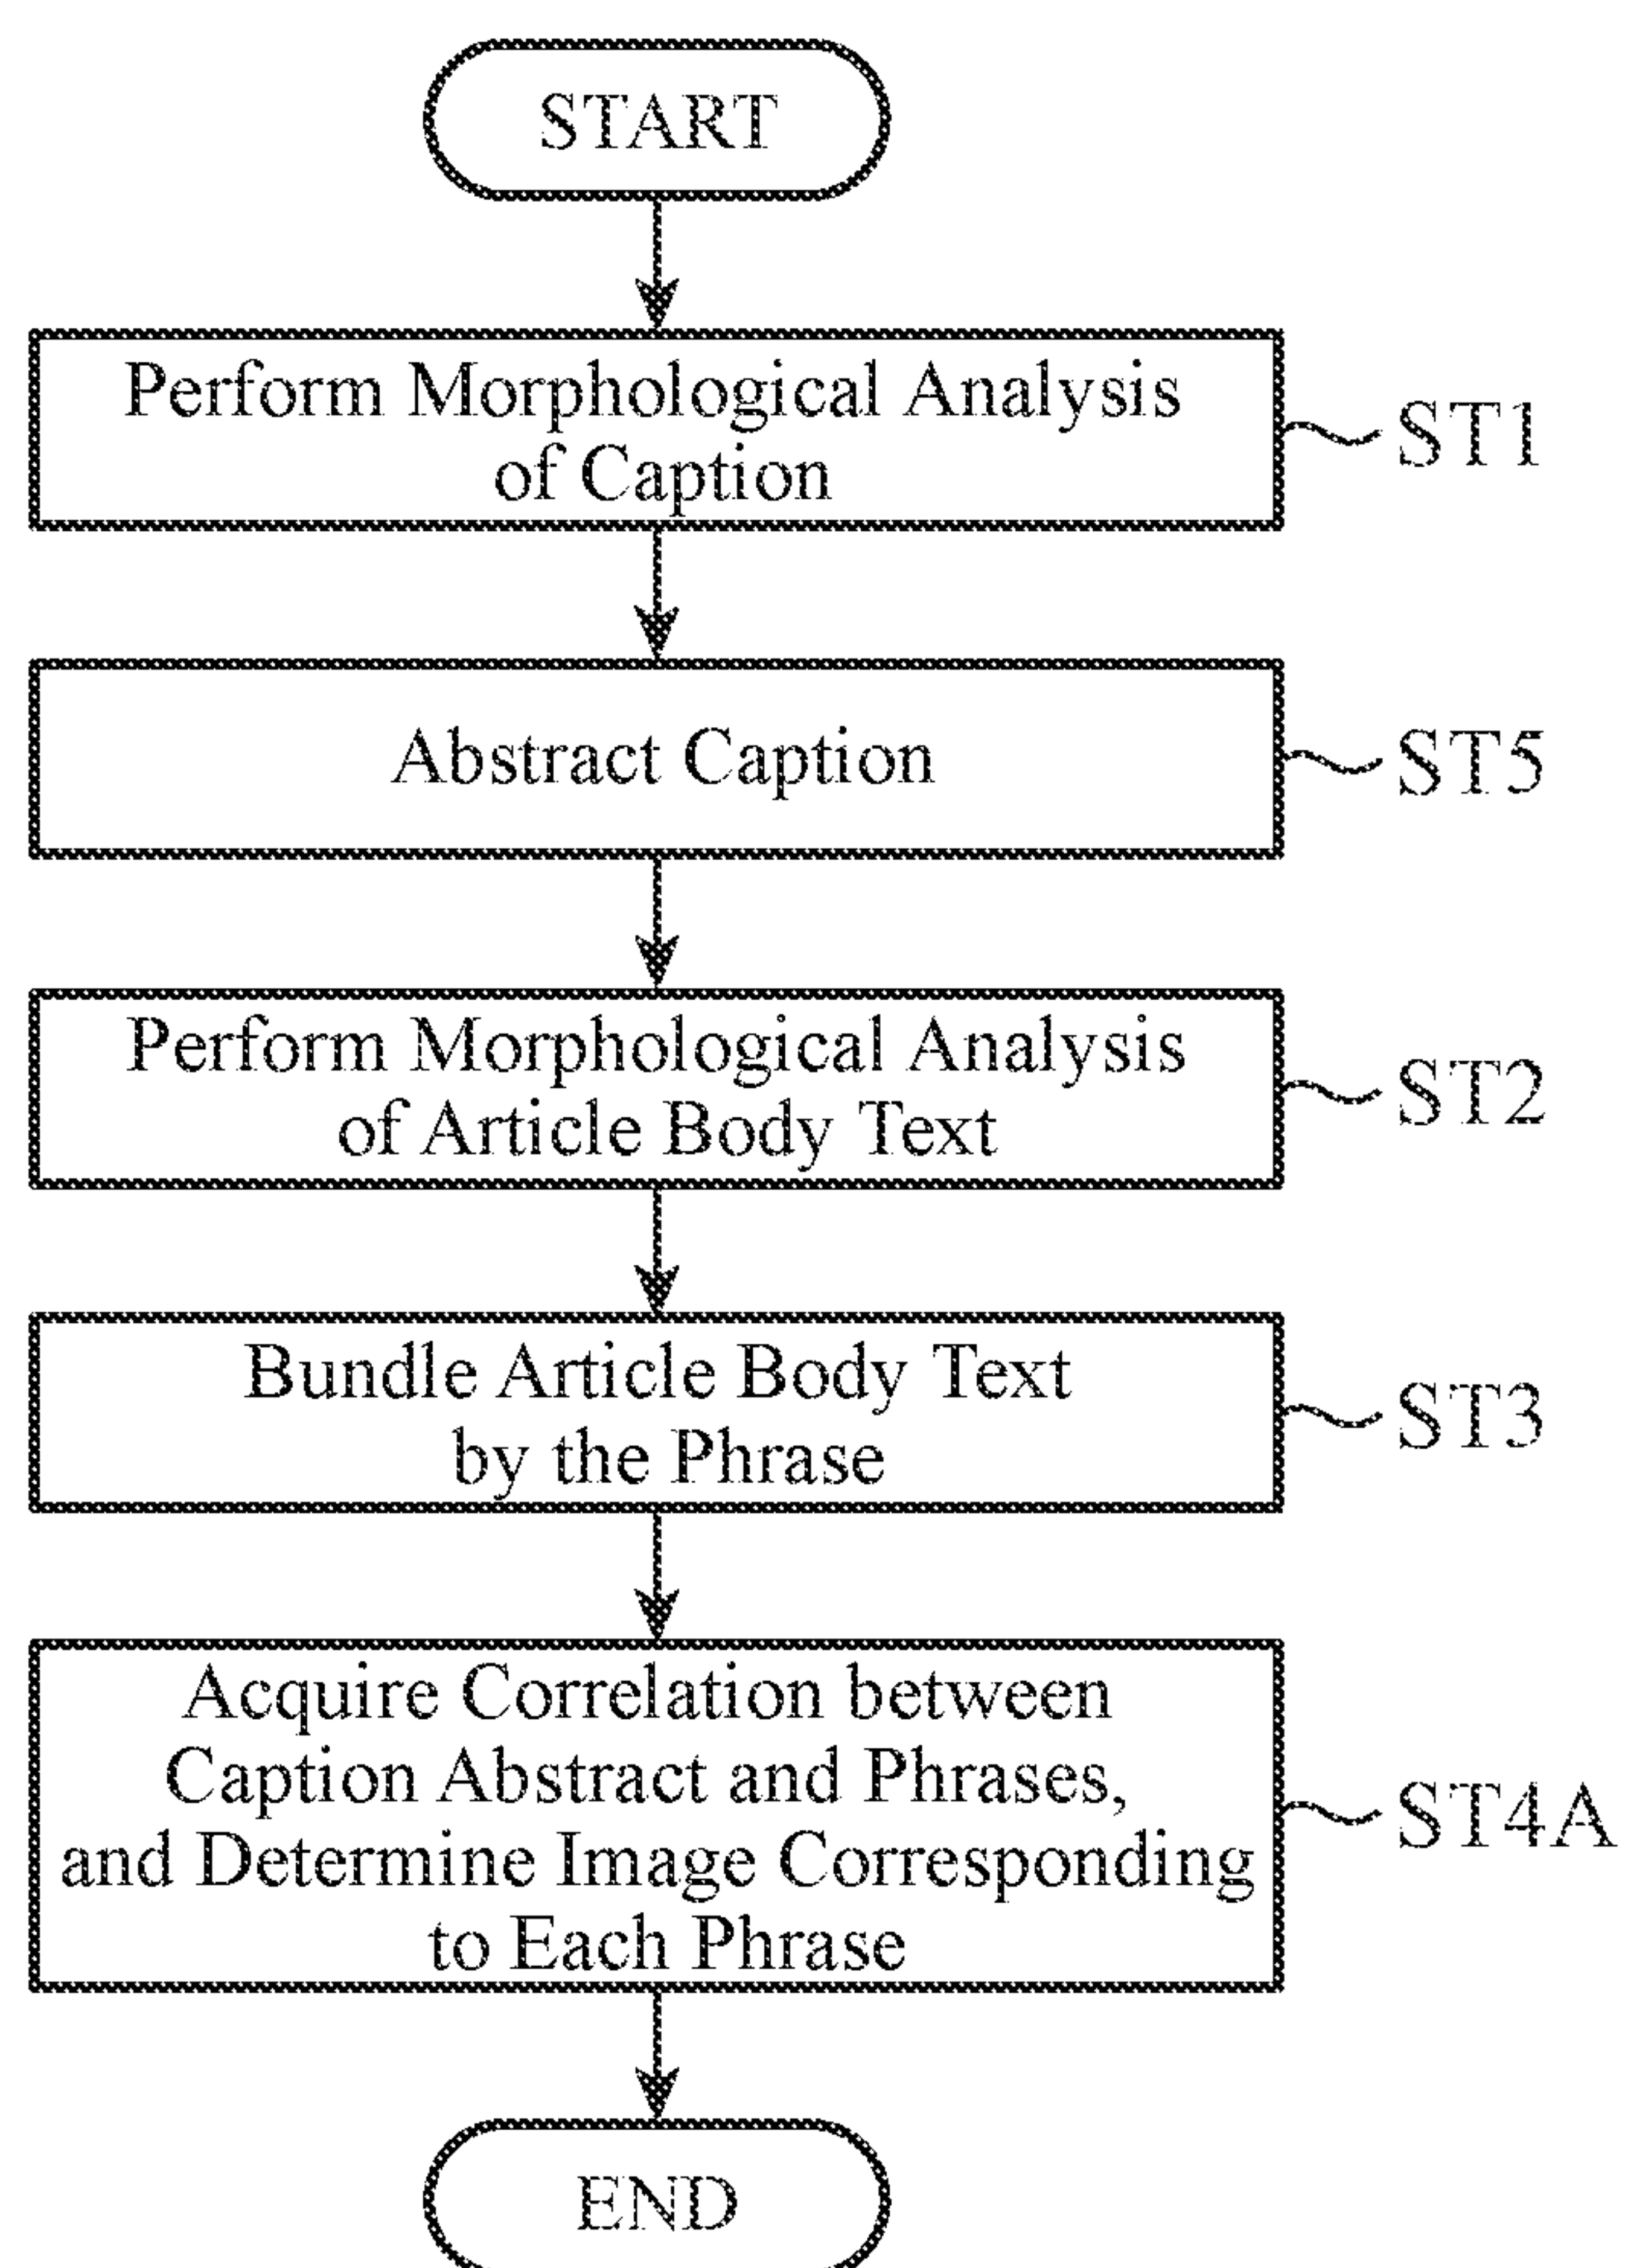 START
Perform Morphological Analysis
of Caption
ST1
Abstract Caption
ST5
Perform Morphological Analysis
of Article Body Text
ST2
Bundle Article Body Text
by the Phrase
ST3
Acquire Correlation between
Caption Abstract and Phrases,
and Determine Image Corresponding
to Each Phrase
ST4A
END